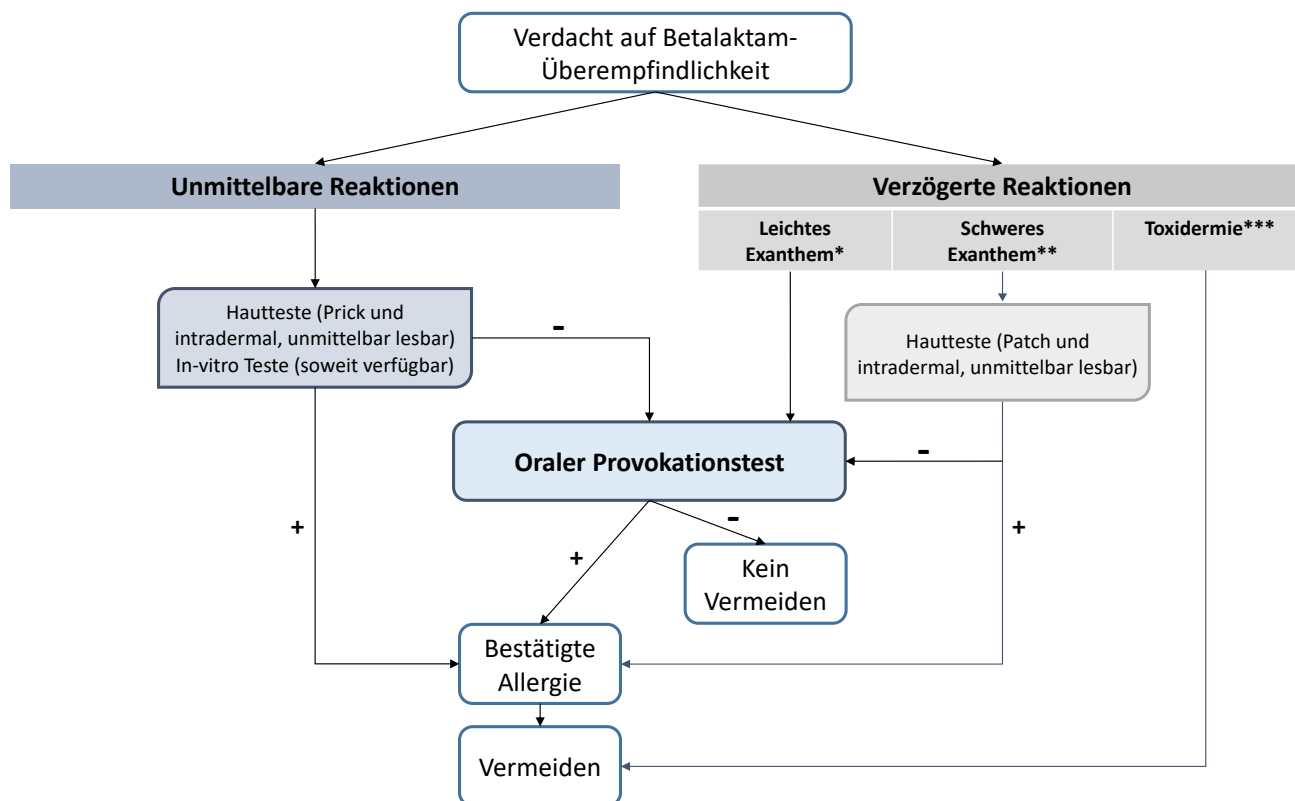 Verdacht auf Betalaktam-
Überempfindlichkeit
Unmittelbare Reaktionen
Verzögerte Reaktionen
Leichtes
Exanthem*
Schweres
Exanthem**
Toxidermie***
Hautteste (Prick und
intradermal, unmittelbar lesbar)
In-vitro Teste (soweit verfügbar)
-
Hautteste (Patch und
intradermal, unmittelbar lesbar)
Oraler Provokationstest
-
+
+
-
+
Kein
Vermeiden
Bestätigte
Allergie
Vermeiden